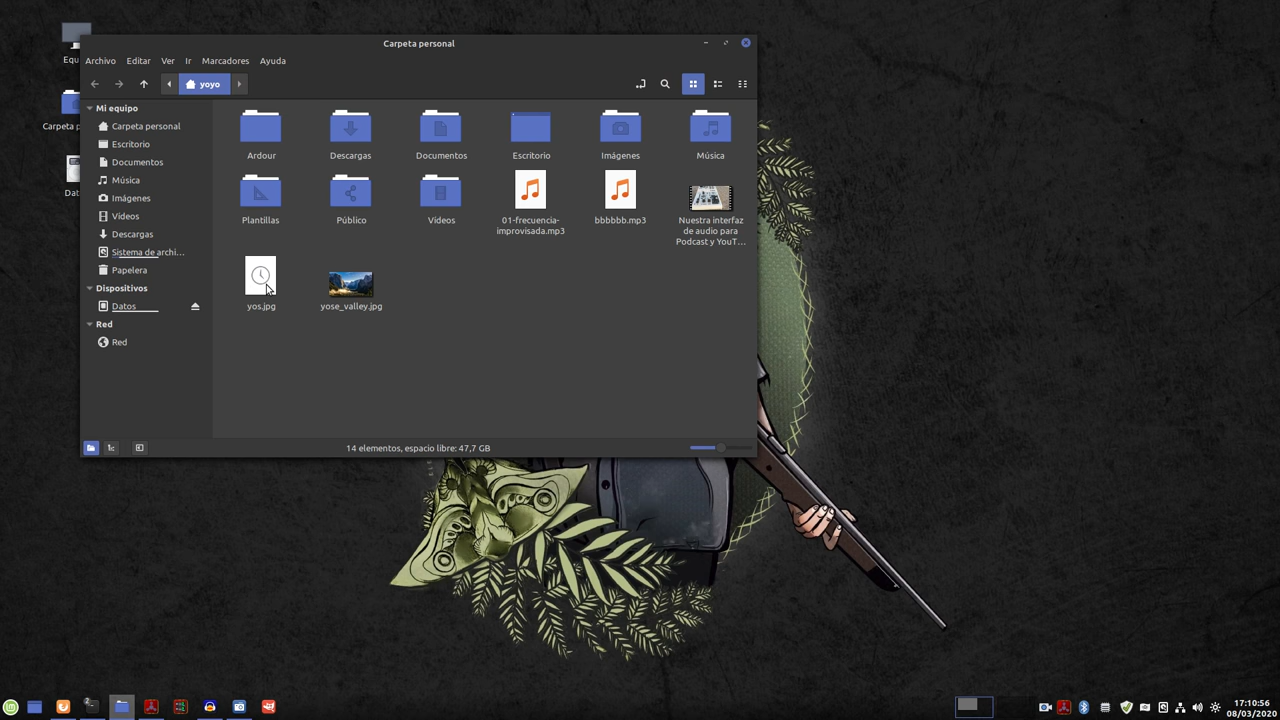 Carpeta personal
Archivo Editar Ver Ir Marcadores Ayuda
yoyo
Mi equipo
Carpeta personal
Escritorio
Documentos
Música
Imágenes
Vídeos
Descargas
Sistema de archi...
Papelera
Dispositivos
Datos
Red
Red
Ardour
Descargas
Documentos
Escritorio
Imágenes
Música
Plantillas
Público
Vídeos
01-frecuencia-
improvisada.mp3
bbbbbb.mp3
Nuestra interfaz
de audio para
Podcast y YouT...
yos.jpg
yose_valley.jpg
14 elementos, espacio libre: 47,7 GB
Equ
Carpeta p
Dat
17:10:56
08/03/2020